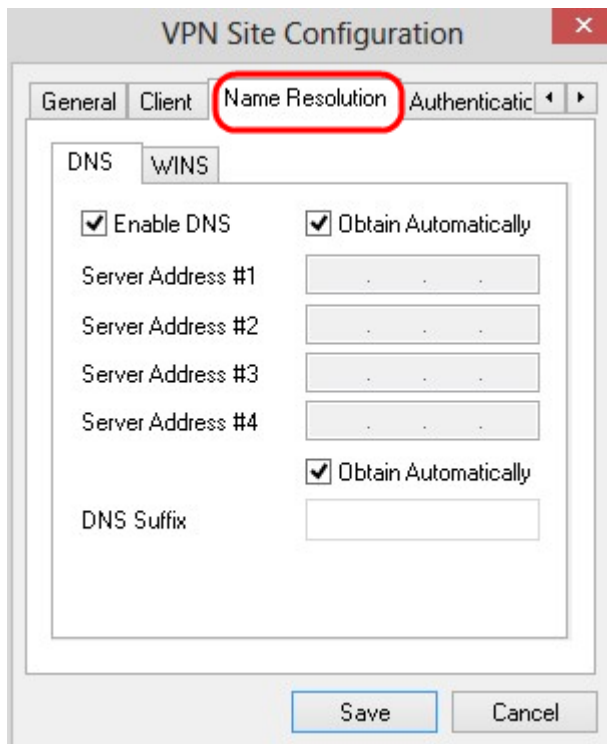 VPN Site Configuration
General Client Name Resolution Authenticatic
DNS WINS
Enable DNS Obtain Automatically
Server Address #1 . . .
Server Address #2 . . .
Server Address #3 . . .
Server Address #4 . . .
Obtain Automatically
DNS Suffix
Save Cancel